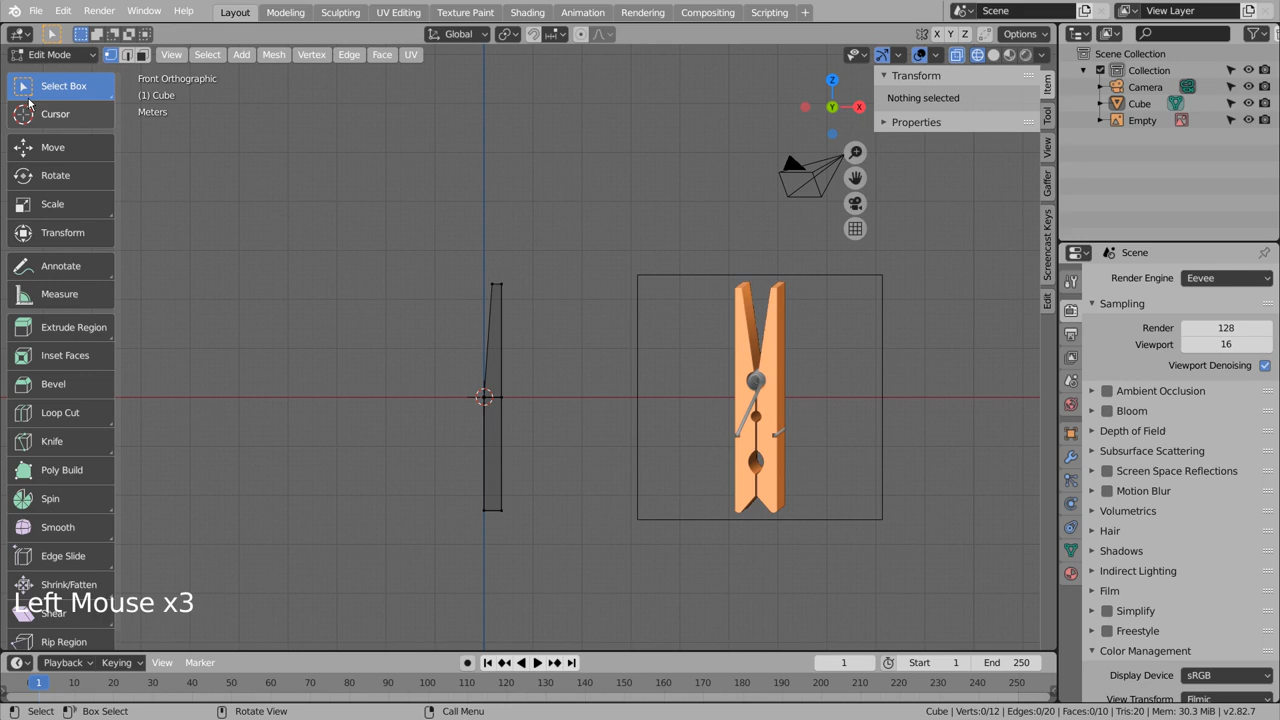 File Edit Render Window Help Layout Modeling Sculpting UV Editing Texture Paint Shading Animation Rendering Compositing Scripting + Scene View Layer
Global X Y Z Options
Edit Mode View Select Add Mesh Vertex Edge Face UV
Select Box
Cursor
Move
Rotate
Scale
Transform
Annotate
Measure
Extrude Region
Inset Faces
Bevel
Loop Cut
Knife
Poly Build
Spin
Smooth
Edge Slide
Shrink/Fatten
Shear
Rip Region
Front Orthographic
(1) Cube
Meters
Left Mouse x3
Z
Y
X
Transform
Nothing selected
Properties
Item
Tool
View
Gaffer
Screencast Keys
Edit
Scene Collection
Collection
Camera
Cube
Empty
Scene
Render Engine Eevee
Sampling
Render 128
Viewport 16
Viewport Denoising
Ambient Occlusion
Bloom
Depth of Field
Subsurface Scattering
Screen Space Reflections
Motion Blur
Volumetrics
Hair
Shadows
Indirect Lighting
Film
Simplify
Freestyle
Color Management
Display Device sRGB
View Transform Filmic
Playback Keying View Marker 1 Start 1 End 250
1 10 20 30 40 50 60 70 80 90 100 110 120 130 140 150 160 170 180 190 200 210 220 230 240 250
Select Box Select Rotate View Call Menu Cube | Verts:0/12 | Edges:0/20 | Faces:0/10 | Tris:20 | Mem: 30.3 MiB | v2.82.7